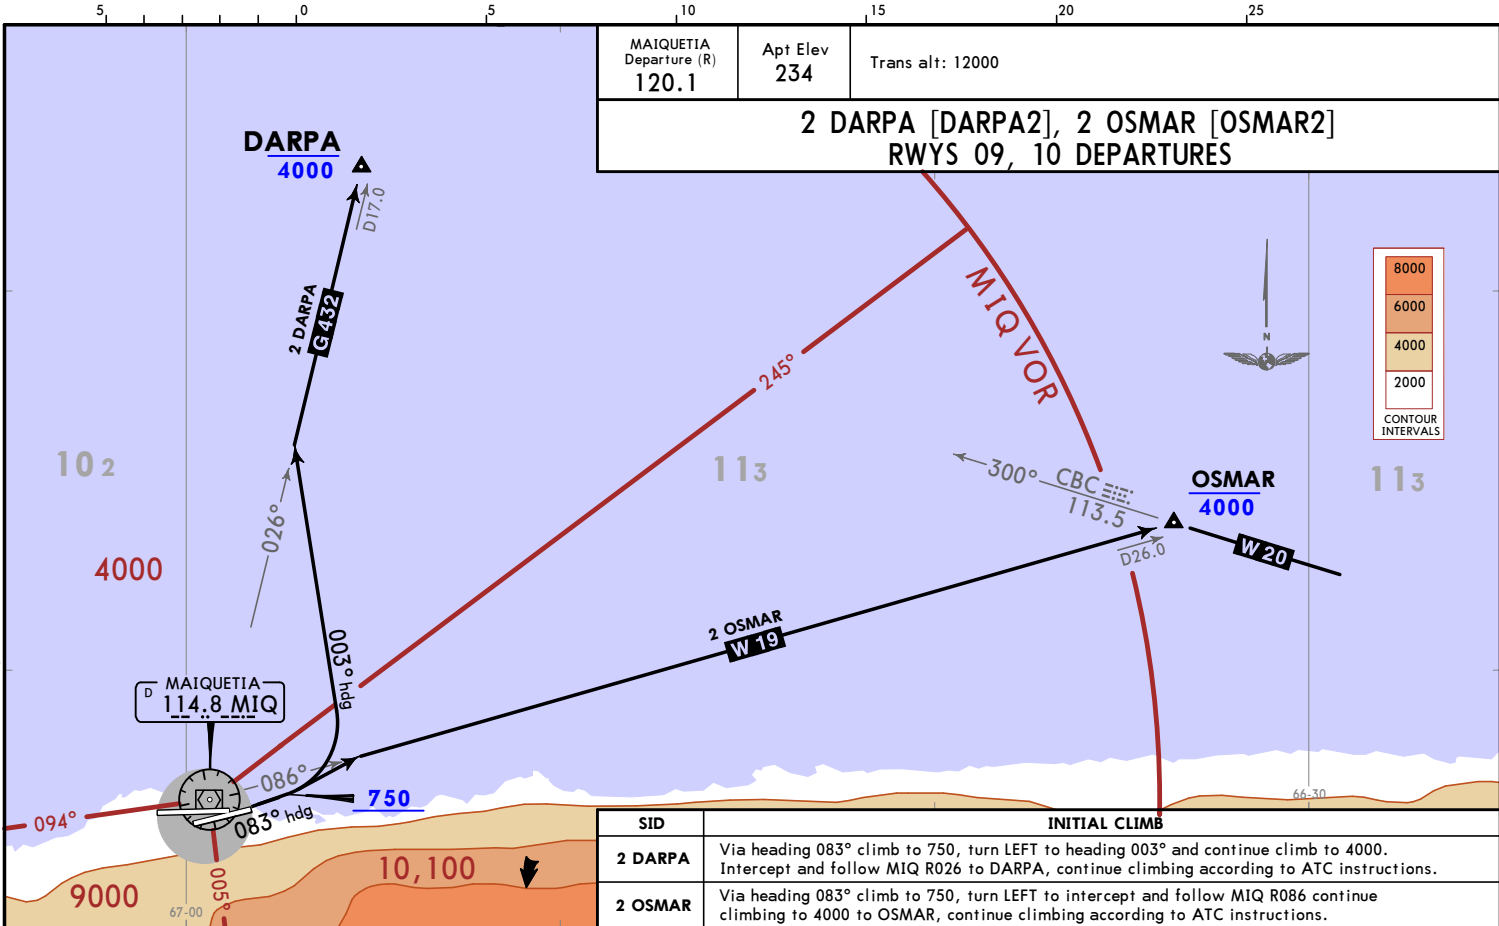 5 0 5 10 15 20 25
MAIQUETIA
Departure (R)
120.1
Apt Elev
234
Trans alt: 12000
2 DARPA [DARPA2], 2 OSMAR [OSMAR2]
RWYS 09, 10 DEPARTURES
DARPA
4000
D17.0
2 DARPA
G 432
MIQ VOR
245°
8000
6000
4000
2000
CONTOUR
INTERVALS
N
10 2
11 3
11 3
300° CBC
113.5
OSMAR
4000
D26.0
W 20
026°
4000
003° hdg
2 OSMAR
W 19
D MAIQUETIA
114.8 MIQ
086°
750
083° hdg
094°
005°
66-30
10,100
9000
67-00
SID INITIAL CLIMB
2 DARPA
Via heading 083° climb to 750, turn LEFT to heading 003° and continue climb to 4000.
Intercept and follow MIQ R026 to DARPA, continue climbing according to ATC instructions.
2 OSMAR
Via heading 083° climb to 750, turn LEFT to intercept and follow MIQ R086 continue
climbing to 4000 to OSMAR, continue climbing according to ATC instructions.